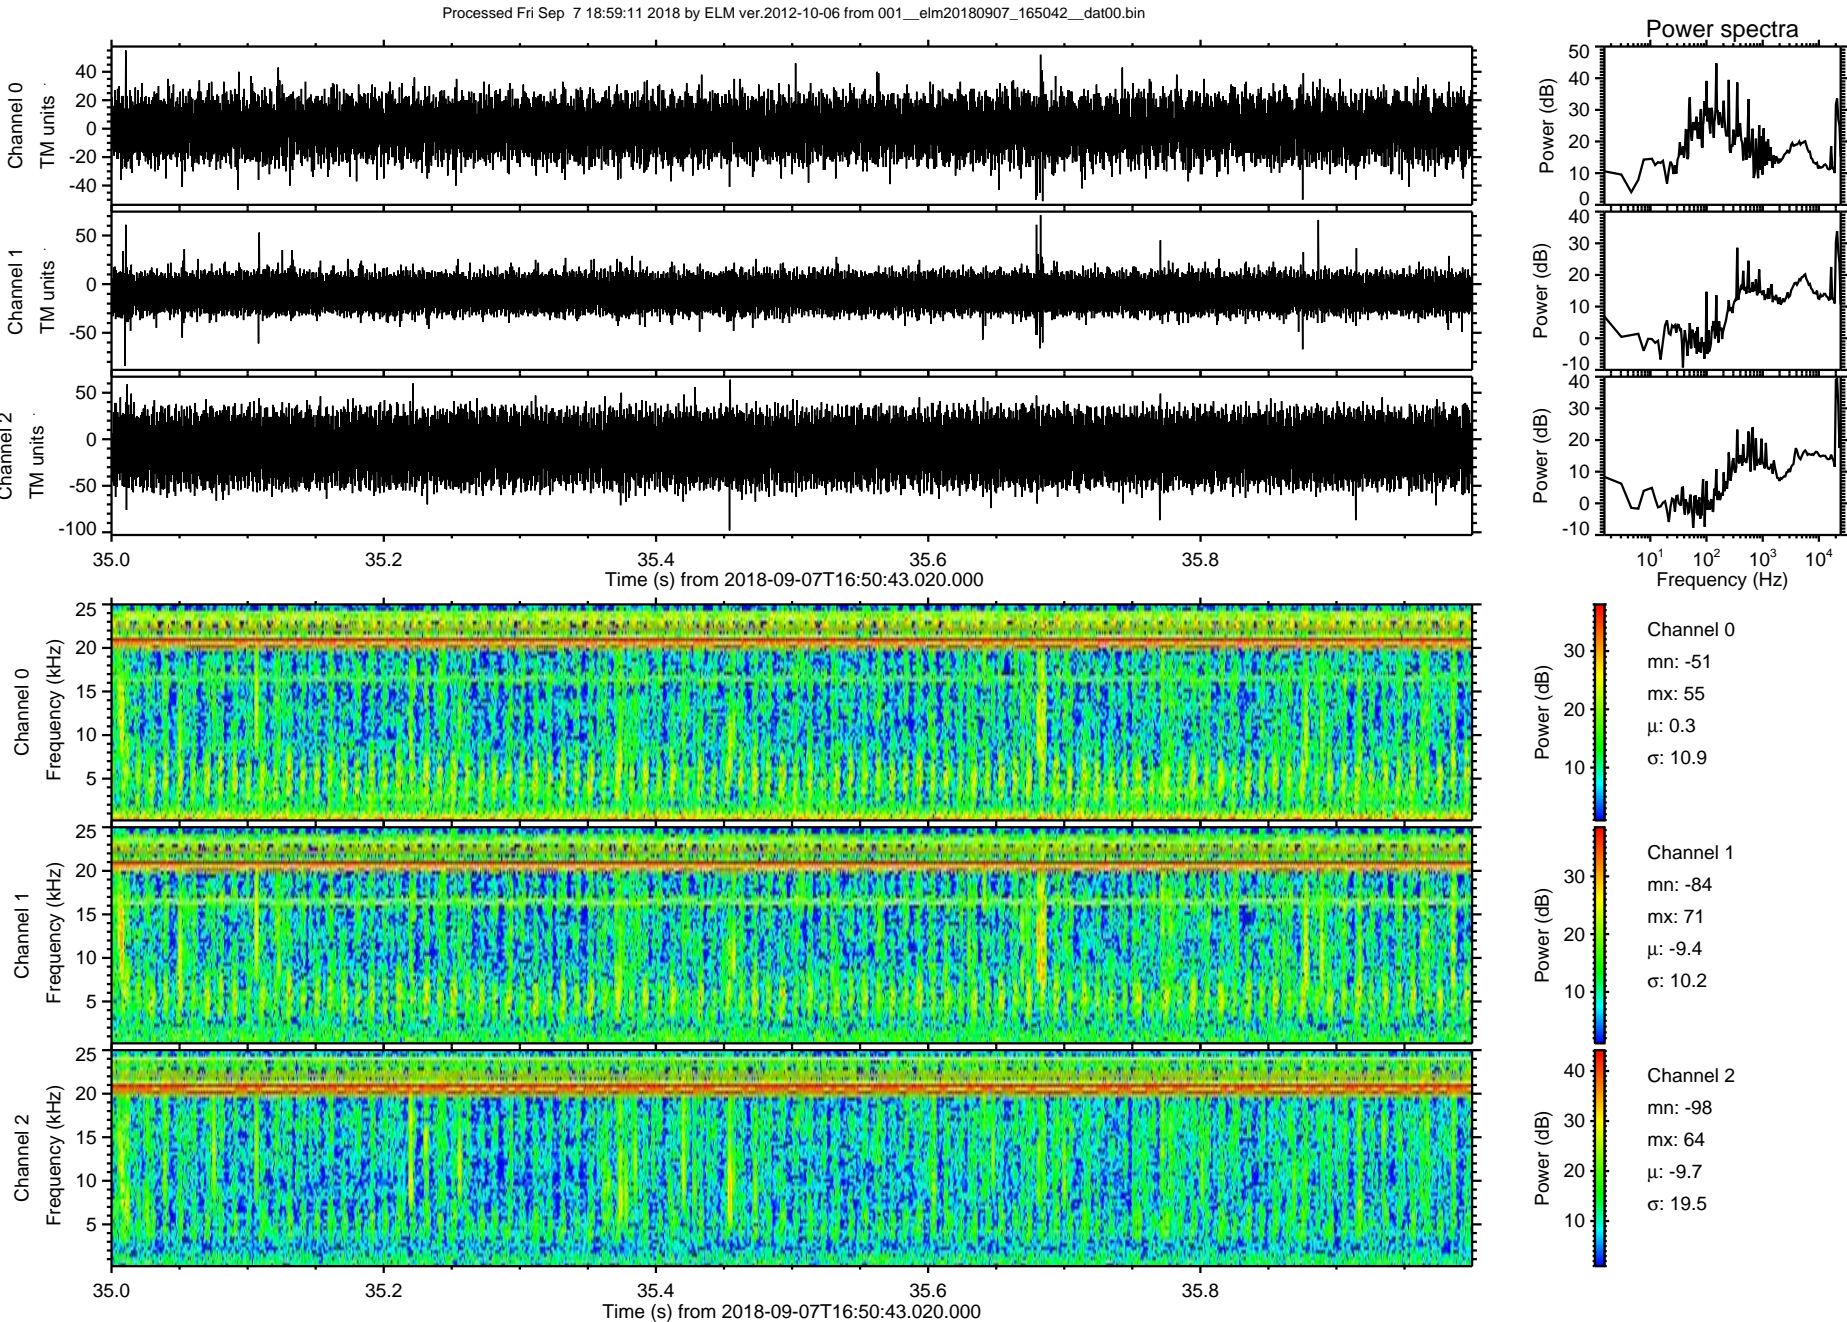 Processed Fri Sep  7 18:59:11 2018 by ELM ver.2012-10-06 from 001__elm20180907_165042__dat00.bin
Power spectra
Channel 0
TM units
40
20
0
-20
-40
Power (dB)
50
40
30
20
10
0
Channel 1
TM units
50
0
-50
Power (dB)
40
30
20
10
0
-10
Channel 2
TM units
50
0
-50
-100
Power (dB)
40
30
20
10
0
-10
35.0 35.2 35.4 35.6 35.8
Time (s) from 2018-09-07T16:50:43.020.000
10^1 10^2 10^3 10^4
Frequency (Hz)
Channel 0
Frequency (kHz)
25
20
15
10
5
Power (dB)
30
20
10
Channel 0
mn: -51
mx: 55
μ: 0.3
σ: 10.9
Channel 1
Frequency (kHz)
25
20
15
10
5
Power (dB)
30
20
10
Channel 1
mn: -84
mx: 71
μ: -9.4
σ: 10.2
Channel 2
Frequency (kHz)
25
20
15
10
5
Power (dB)
40
30
20
10
Channel 2
mn: -98
mx: 64
μ: -9.7
σ: 19.5
35.0 35.2 35.4 35.6 35.8
Time (s) from 2018-09-07T16:50:43.020.000